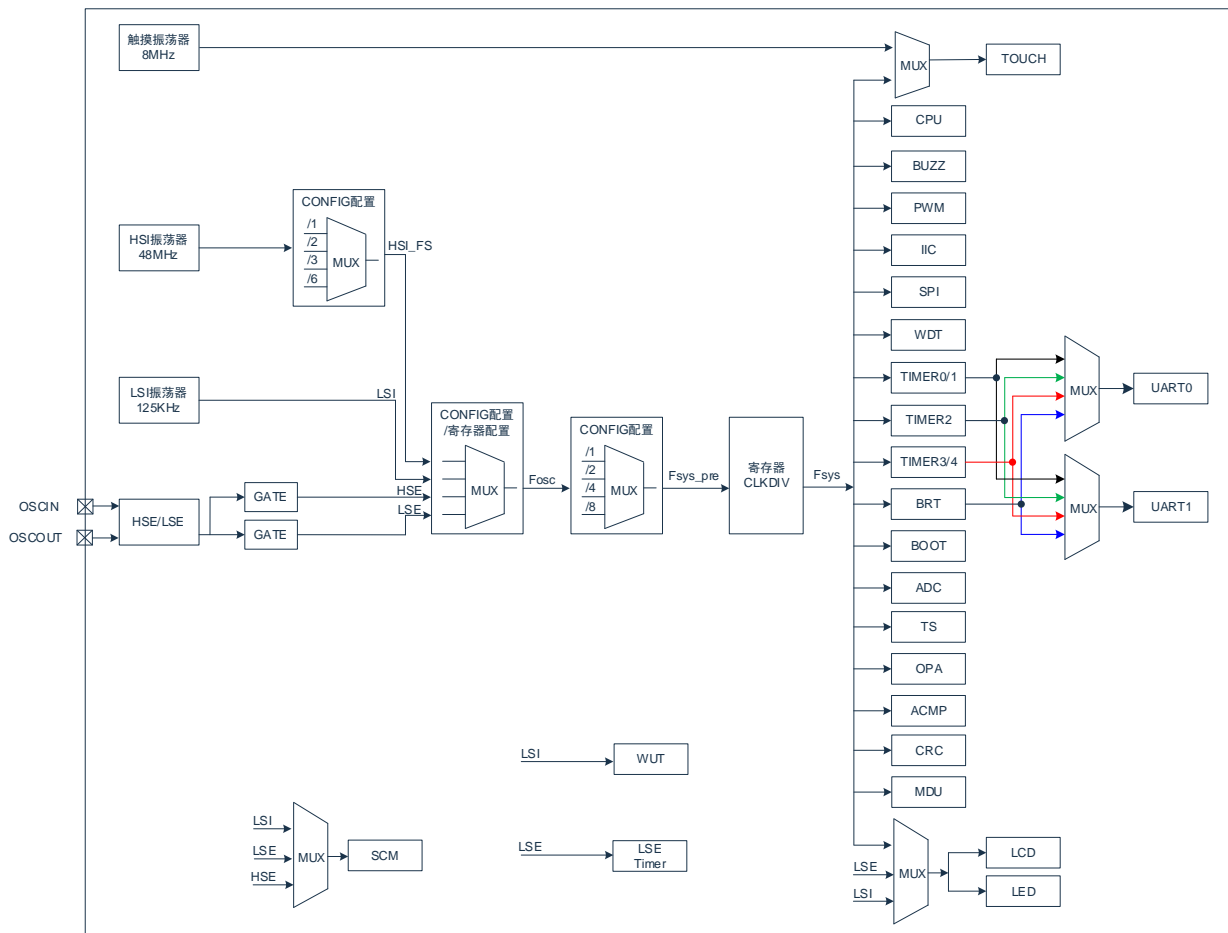 触摸振荡器
8MHz
MUX
TOUCH
CPU
BUZZ
PWM
IIC
SPI
WDT
TIMER0/1
TIMER2
TIMER3/4
BRT
BOOT
ADC
TS
OPA
ACMP
CRC
MDU
HSI振荡器
48MHz
CONFIG配置
/1
/2
/3
/6
MUX
HSI_FS
LSI振荡器
125KHz
LSI
OSCIN
OSCOUT
HSE/LSE
GATE
GATE
HSE
LSE
CONFIG配置
/寄存器配置
MUX
Fosc
CONFIG配置
/1
/2
/4
/8
MUX
Fsys_pre
寄存器
CLKDIV
Fsys
MUX
UART0
MUX
UART1
LSI
WUT
LSE
LSE
Timer
LSI
LSE
HSE
MUX
SCM
LSE
LSI
MUX
LCD
LED